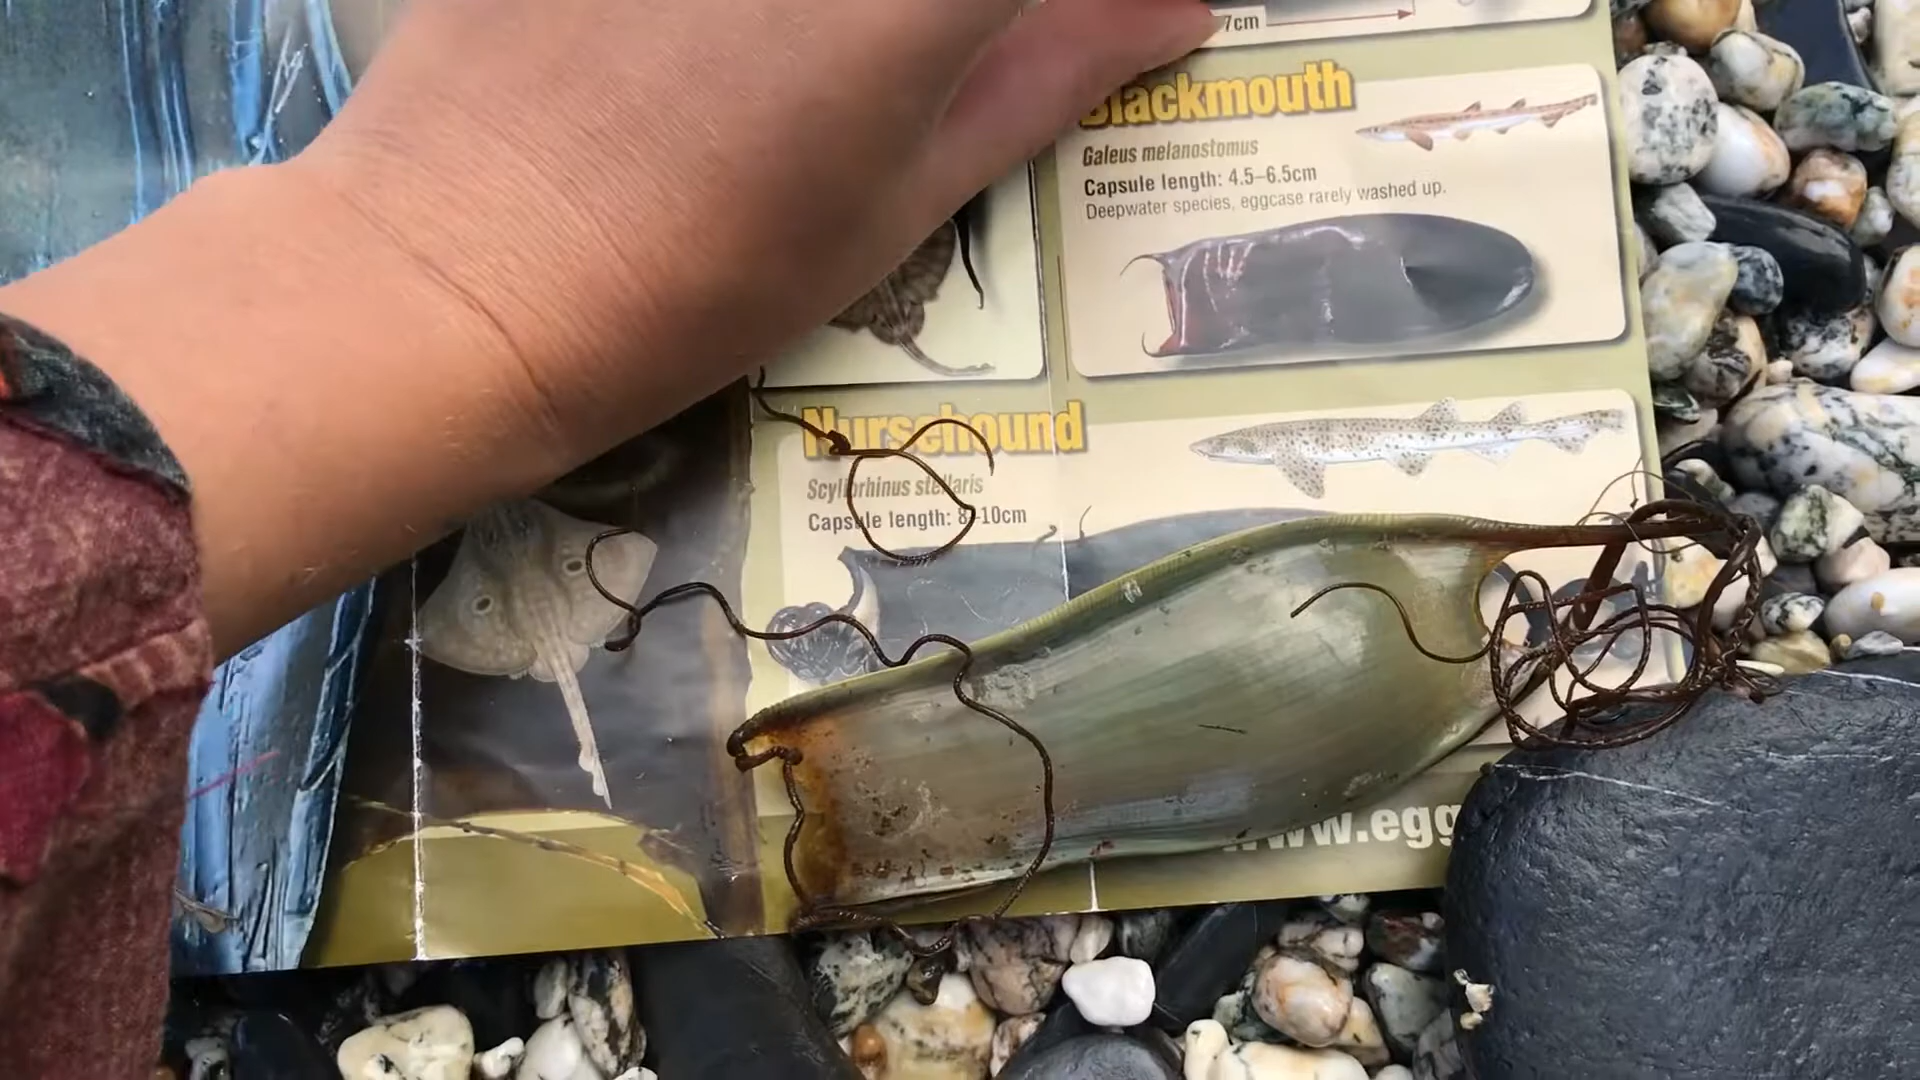 7cm
Blackmouth
Galeus melanostomus
Capsule length: 4.5–6.5cm
Deepwater species, eggcase rarely washed up.
Nursehound
Scyliorhinus stellaris
Capsule length: 8–10cm
www.egg